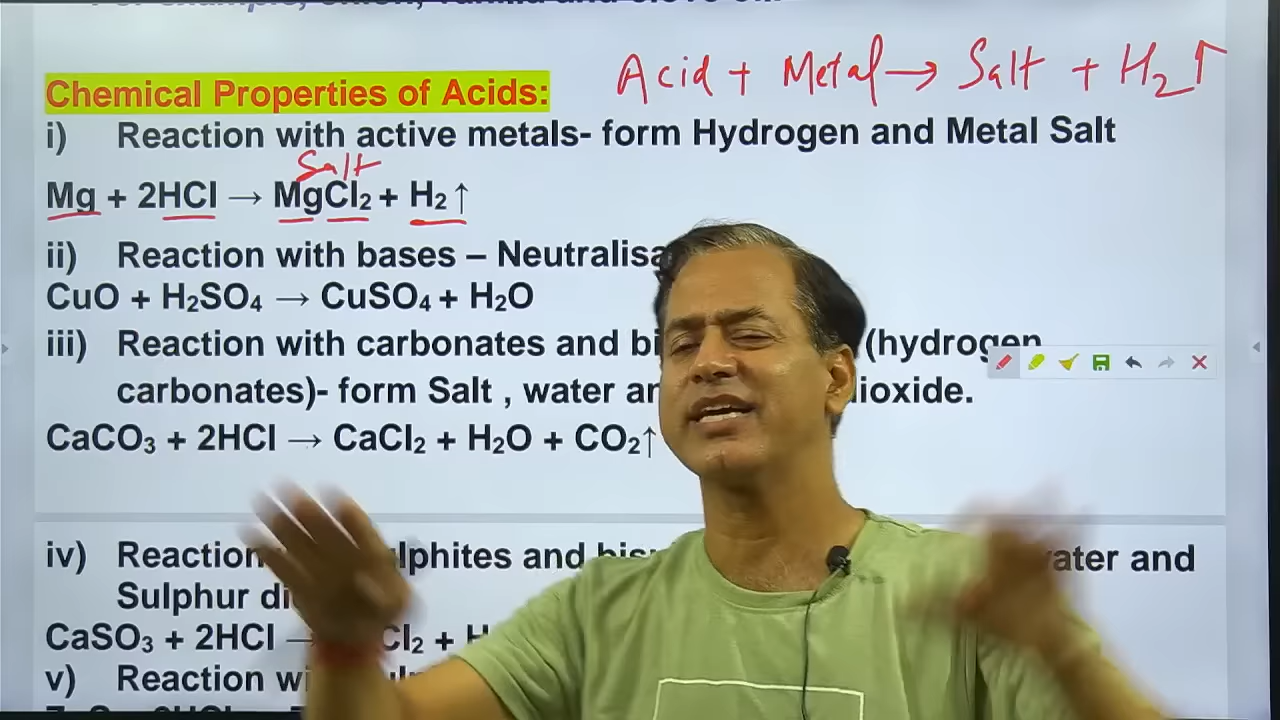 Acid + Metal → Salt + H₂↑
Chemical Properties of Acids:
i) Reaction with active metals- form Hydrogen and Metal Salt
Salt
Mg + 2HCl → MgCl₂ + H₂ ↑
ii) Reaction with bases – Neutralisa
CuO + H₂SO₄ → CuSO₄ + H₂O
iii) Reaction with carbonates and bi (hydrogen
carbonates)- form Salt , water an ioxide.
CaCO₃ + 2HCl → CaCl₂ + H₂O + CO₂↑
iv) Reaction lphites and bis water and
Sulphur di
CaSO₃ + 2HCl → Cl₂ + H
v) Reaction wi